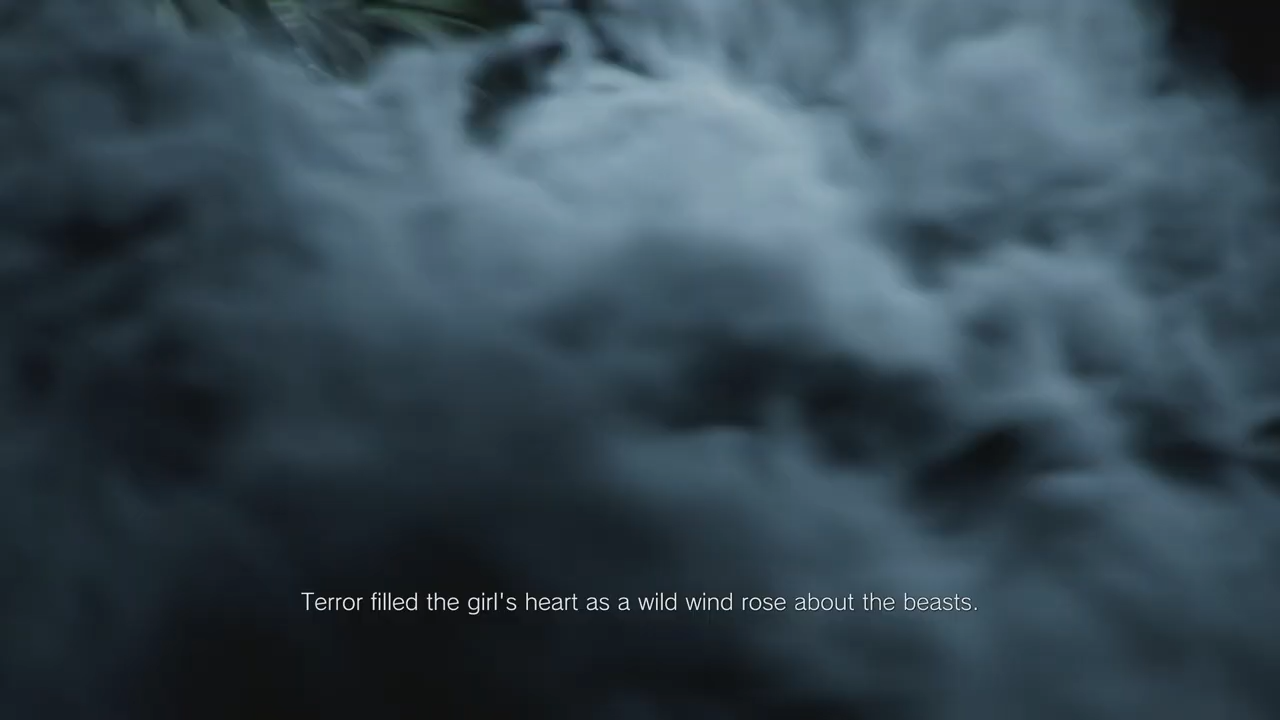 Terror filled the girl's heart as a wild wind rose about the beasts.